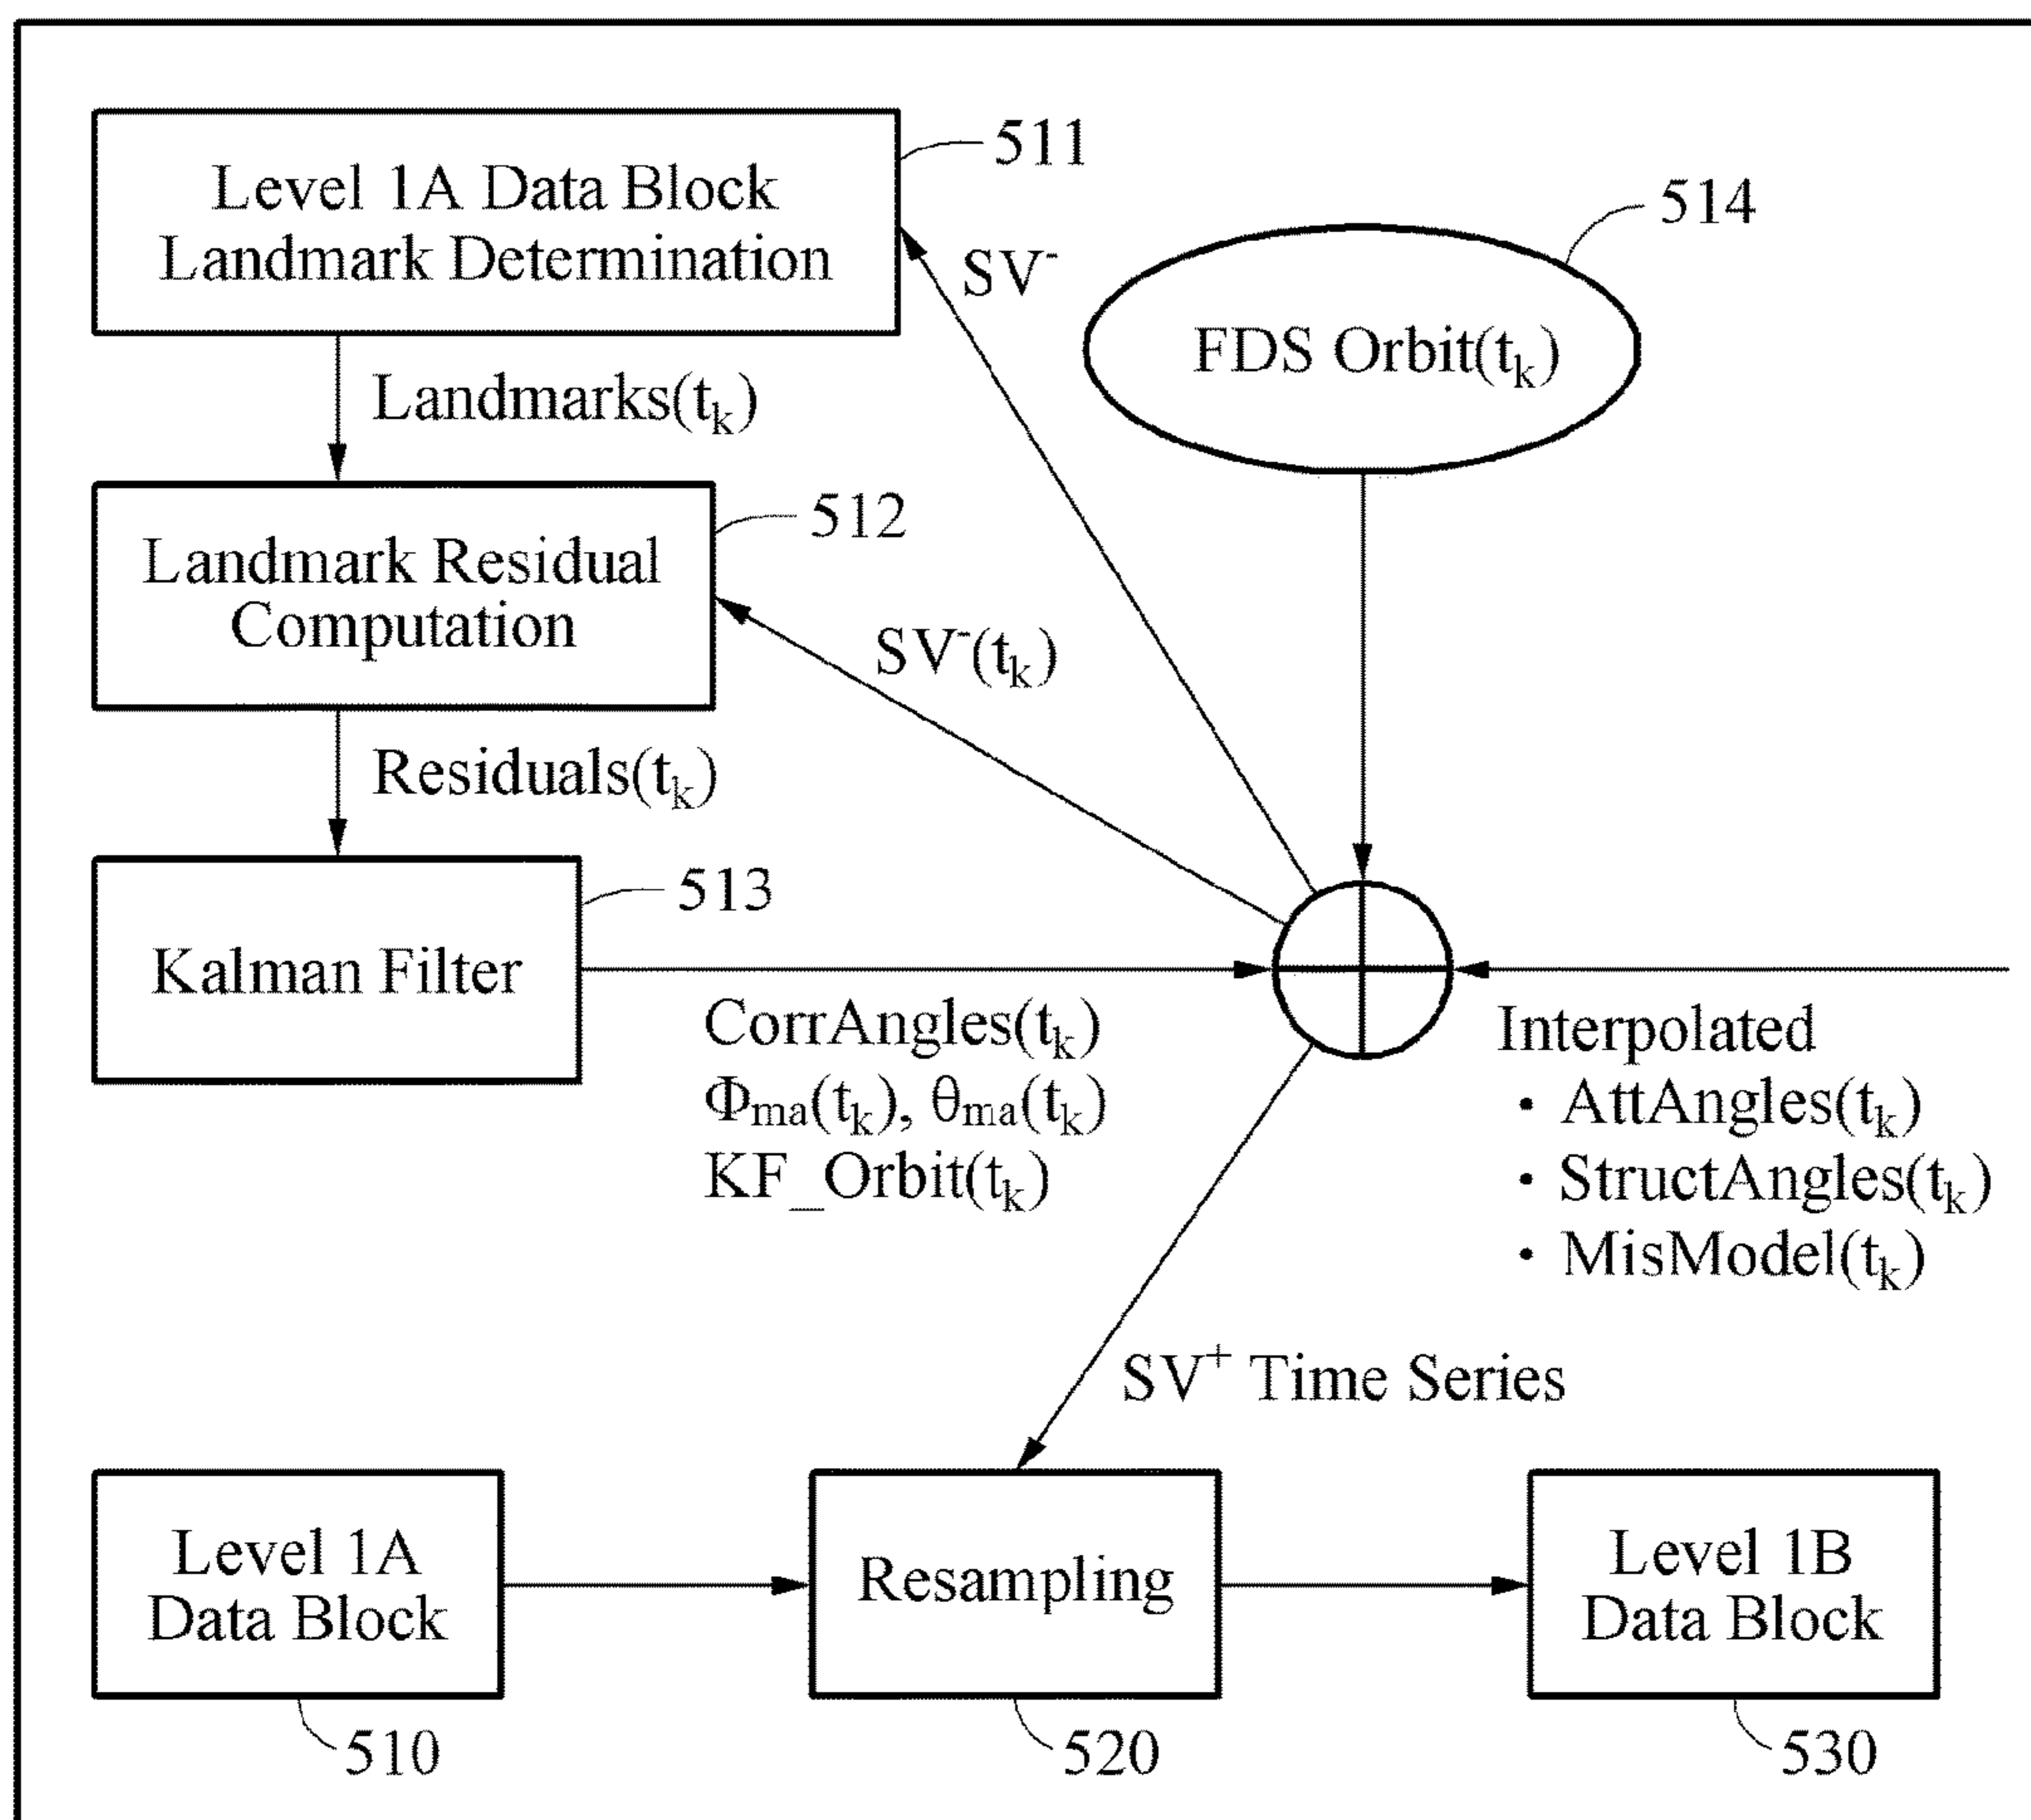 Level 1A Data Block
Landmark Determination
511
SV⁻
514
FDS Orbit(tₖ)
Landmarks(tₖ)
Landmark Residual
Computation
512
SV⁻(tₖ)
Residuals(tₖ)
Kalman Filter
513
CorrAngles(tₖ)
Φₘₐ(tₖ), θₘₐ(tₖ)
KF_Orbit(tₖ)
Interpolated
• AttAngles(tₖ)
• StructAngles(tₖ)
• MisModel(tₖ)
SV⁺ Time Series
Level 1A
Data Block
510
Resampling
520
Level 1B
Data Block
530